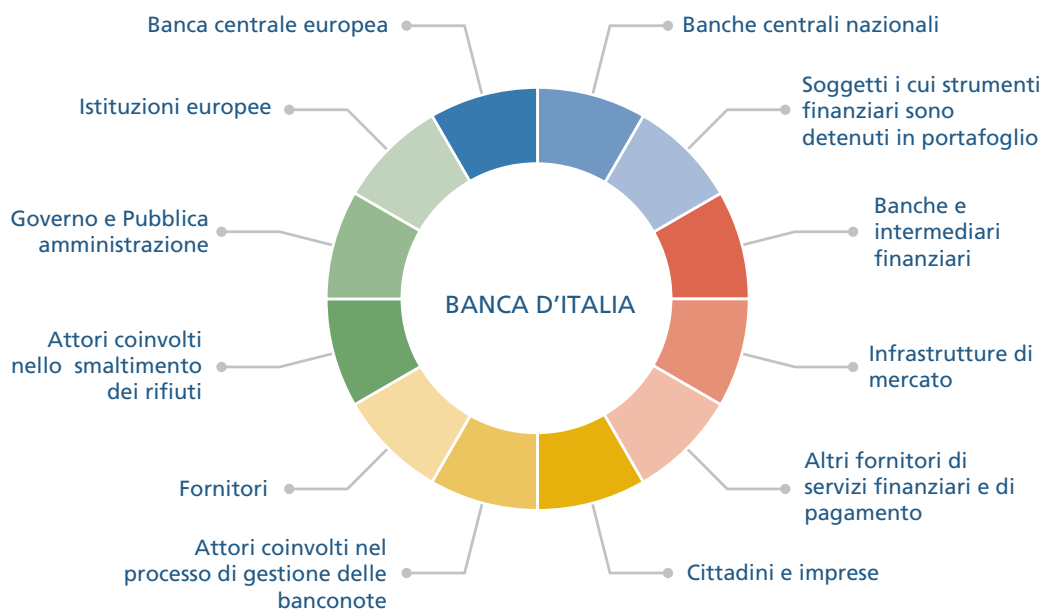 Banca centrale europea
Banche centrali nazionali
Istituzioni europee
Soggetti i cui strumenti
finanziari sono
detenuti in portafoglio
Governo e Pubblica
amministrazione
Banche e
intermediari
finanziari
BANCA D’ITALIA
Attori coinvolti
nello smaltimento
dei rifiuti
Infrastrutture di
mercato
Fornitori
Altri fornitori di
servizi finanziari e di
pagamento
Attori coinvolti nel
processo di gestione delle
banconote
Cittadini e imprese